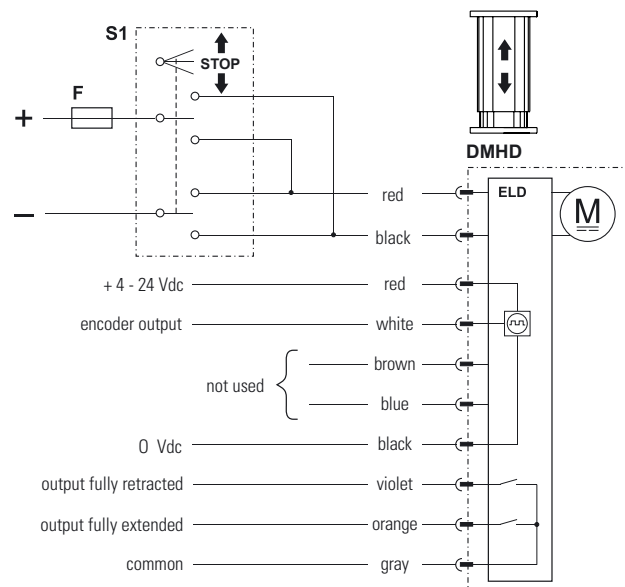 S1
STOP
F
+
–
DMHD
red
ELD
M
black
+ 4 - 24 Vdc
red
encoder output
white
brown
not used
blue
0 Vdc
black
output fully retracted
violet
output fully extended
orange
common
gray